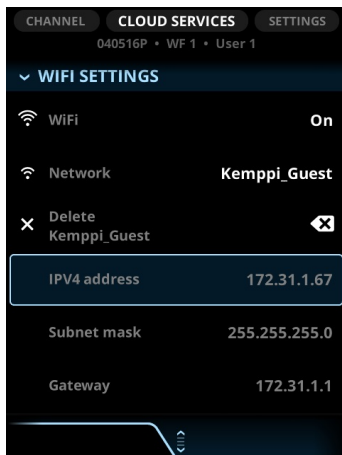 CHANNEL CLOUD SERVICES SETTINGS
040516P • WF 1 • User 1
WIFI SETTINGS
WiFi On
Network Kemppi_Guest
Delete
Kemppi_Guest
IPV4 address 172.31.1.67
Subnet mask 255.255.255.0
Gateway 172.31.1.1